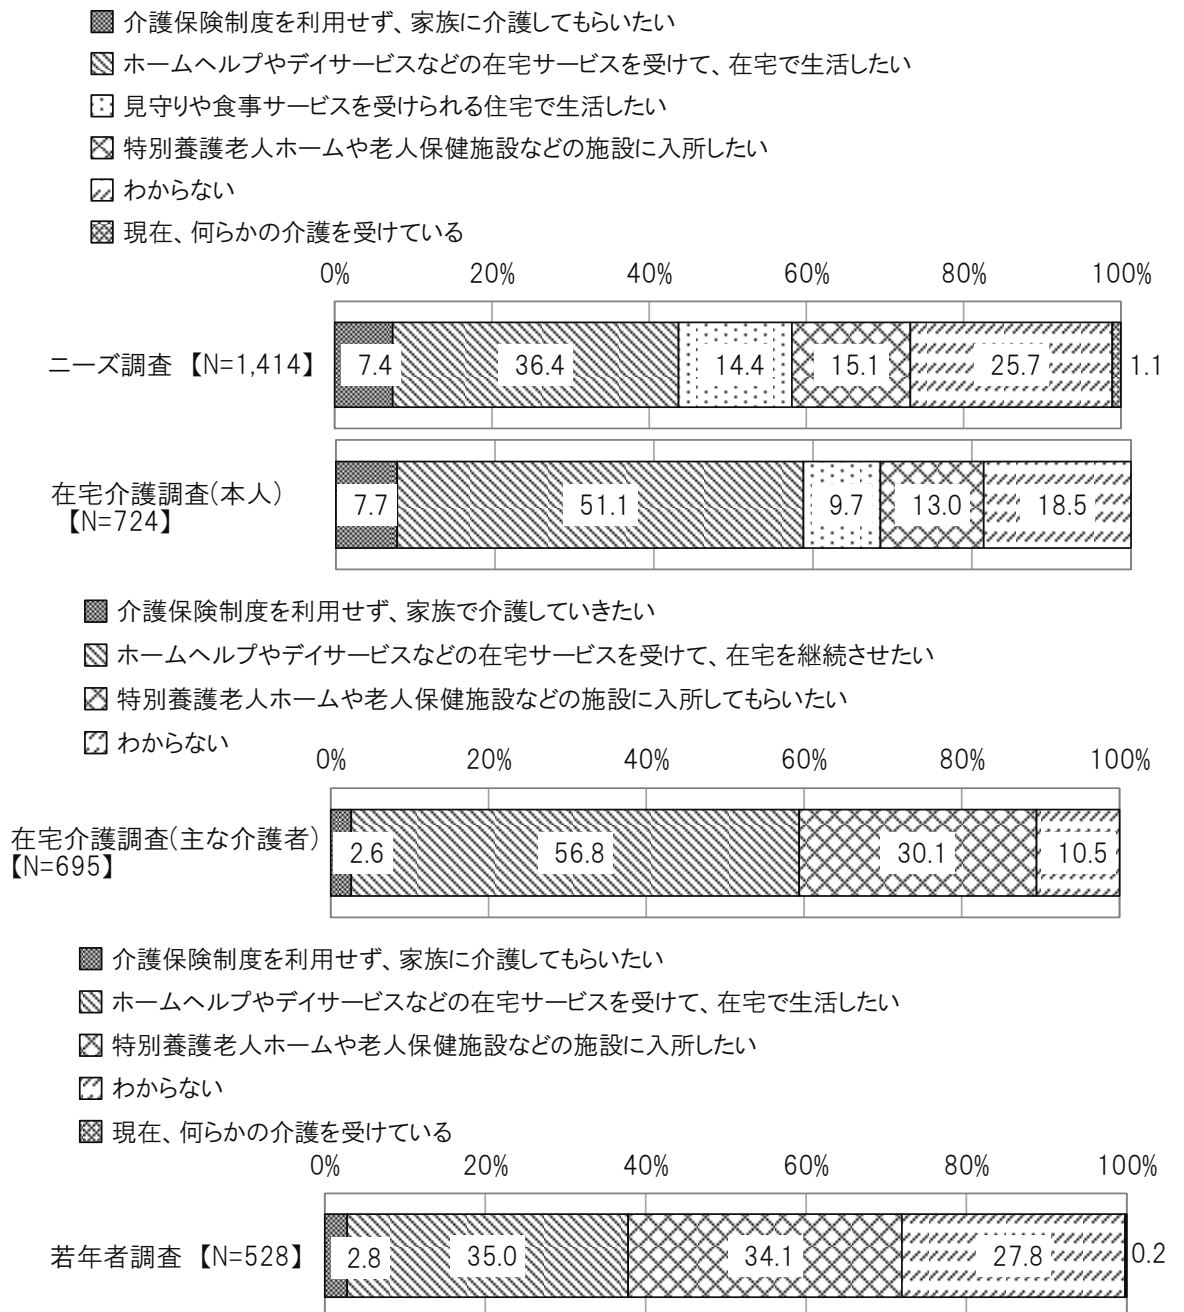 介護保険制度を利用せず、家族に介護してもらいたい
ホームヘルプやデイサービスなどの在宅サービスを受けて、在宅で生活したい
見守りや食事サービスを受けられる住宅で生活したい
特別養護老人ホームや老人保健施設などの施設に入所したい
わからない
現在、何らかの介護を受けている
0% 20% 40% 60% 80% 100%
ニーズ調査 【N=1,414】 7.4 36.4 14.4 15.1 25.7 1.1
在宅介護調査(本人)
【N=724】
7.7 51.1 9.7 13.0 18.5
介護保険制度を利用せず、家族で介護していきたい
ホームヘルプやデイサービスなどの在宅サービスを受けて、在宅を継続させたい
特別養護老人ホームや老人保健施設などの施設に入所してもらいたい
わからない
0% 20% 40% 60% 80% 100%
在宅介護調査(主な介護者)
【N=695】
2.6 56.8 30.1 10.5
介護保険制度を利用せず、家族に介護してもらいたい
ホームヘルプやデイサービスなどの在宅サービスを受けて、在宅で生活したい
特別養護老人ホームや老人保健施設などの施設に入所したい
わからない
現在、何らかの介護を受けている
0% 20% 40% 60% 80% 100%
若年者調査 【N=528】 2.8 35.0 34.1 27.8 0.2